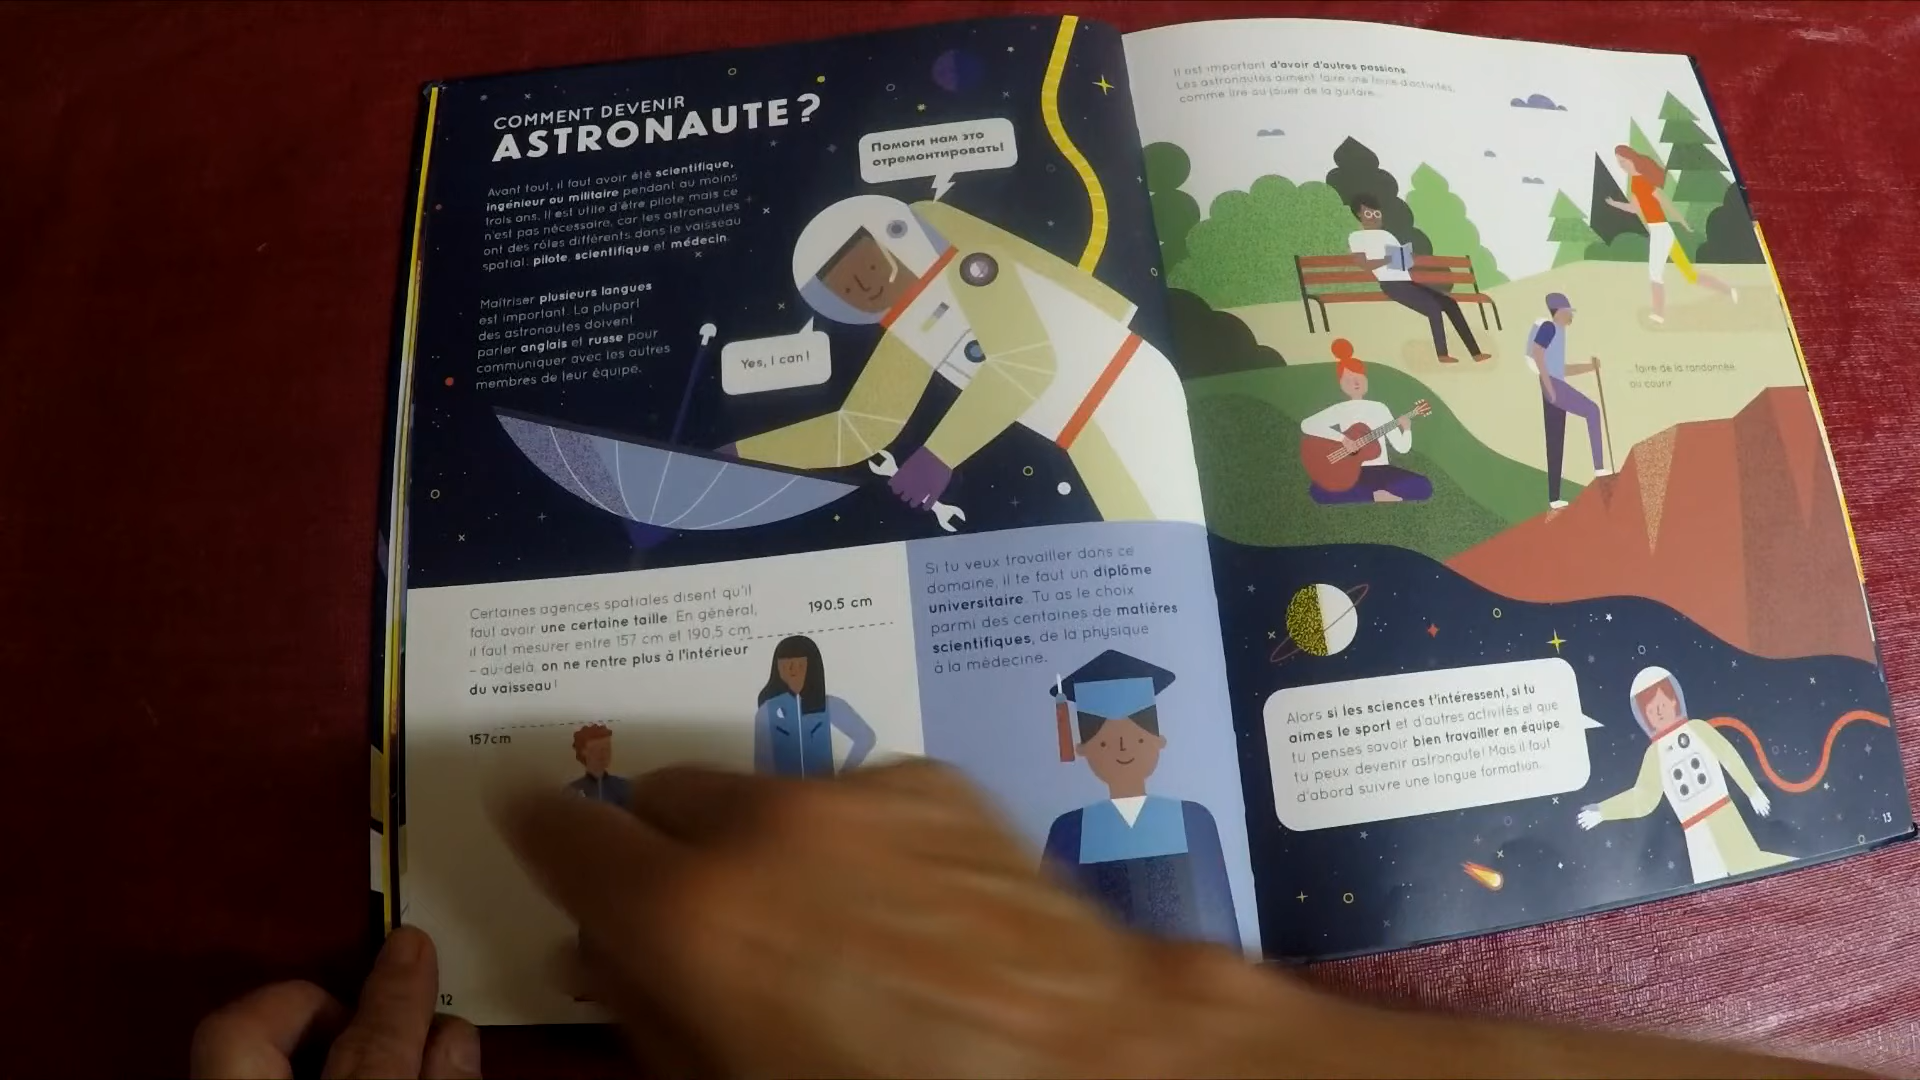 COMMENT DEVENIR
ASTRONAUTE ?
Avant tout, il faut avoir été scientifique,
ingénieur ou militaire pendant au moins
trois ans. Il est utile d'être pilote mais ce
n'est pas nécessaire, car les astronautes
ont des rôles différents dans le vaisseau
spatial: pilote, scientifique et médecin.
Maîtriser plusieurs langues
est important. La plupart
des astronautes doivent
parler anglais et russe pour
communiquer avec les autres
membres de leur équipe.
Помоги нам это
отремонтировать!
Yes, I can!
Certaines agences spatiales disent qu'il
faut avoir une certaine taille. En général,
il faut mesurer entre 157 cm et 190,5 cm
– au-delà, on ne rentre plus à l'intérieur
du vaisseau!
190.5 cm
157cm
Si tu veux travailler dans ce
domaine, il te faut un diplôme
universitaire. Tu as le choix
parmi des centaines de matières
scientifiques, de la physique
à la médecine.
12
Il est important d'avoir d'autres passions.
Les astronautes aiment faire une foule d'activités,
comme lire ou jouer de la guitare...
...faire de la randonnée
ou courir.
Alors si les sciences t'intéressent, si tu
aimes le sport et d'autres activités et que
tu penses savoir bien travailler en équipe,
tu peux devenir astronaute! Mais il faut
d'abord suivre une longue formation...
13